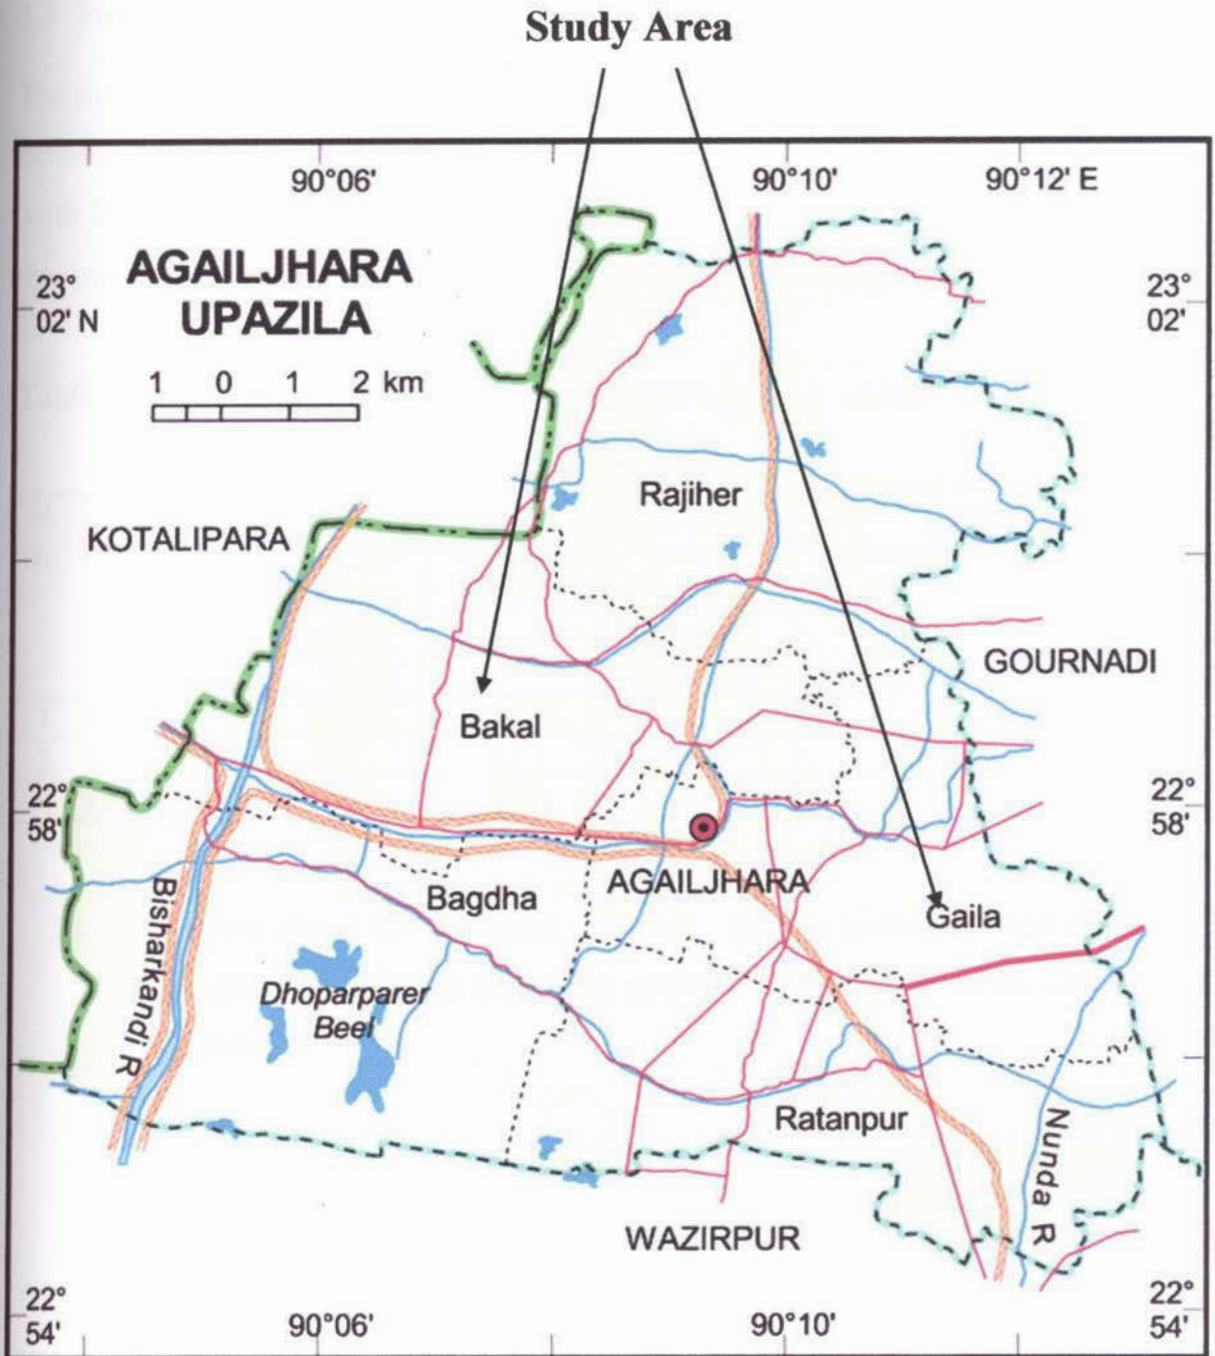 Study Area
90°06'
90°10'
90°12' E
AGAILJHARA
UPAZILA
23°
02' N
23°
02'
1 0 1 2 km
Rajiher
KOTALIPARA
GOURNADI
Bakal
22°
58'
22°
58'
AGAILJHARA
Bagdha
Gaila
Bisharkandi R
Dhoparparer
Beel
Ratanpur
Nunda R
WAZIRPUR
22°
54'
22°
54'
90°06'
90°10'